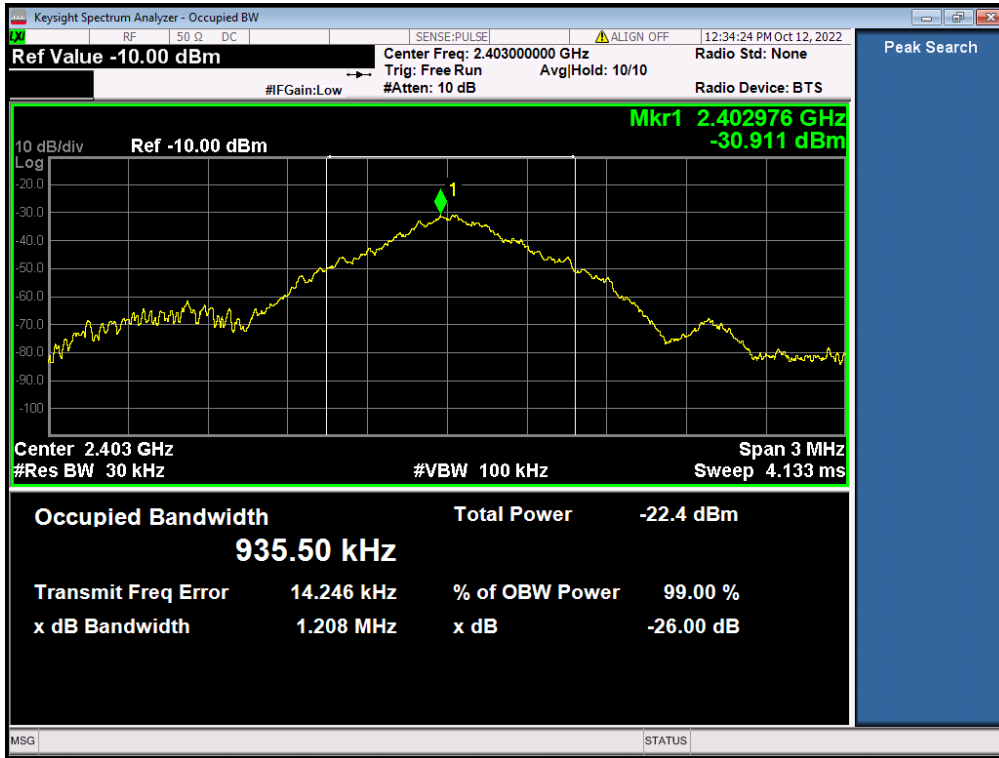 Keysight Spectrum Analyzer - Occupied BW
LXI RF 50 Ω DC SENSE:PULSE ALIGN OFF 12:34:24 PM Oct 12, 2022
Ref Value -10.00 dBm Center Freq: 2.403000000 GHz Radio Std: None
Trig: Free Run Avg|Hold: 10/10
#IFGain:Low #Atten: 10 dB Radio Device: BTS
Peak Search
Mkr1 2.402976 GHz
-30.911 dBm
10 dB/div Ref -10.00 dBm
Log
-20.0
1
-30.0
-40.0
-50.0
-60.0
-70.0
-80.0
-90.0
-100
Center 2.403 GHz Span 3 MHz
#Res BW 30 kHz #VBW 100 kHz Sweep 4.133 ms
Occupied Bandwidth Total Power -22.4 dBm
935.50 kHz
Transmit Freq Error 14.246 kHz % of OBW Power 99.00 %
x dB Bandwidth 1.208 MHz x dB -26.00 dB
MSG STATUS